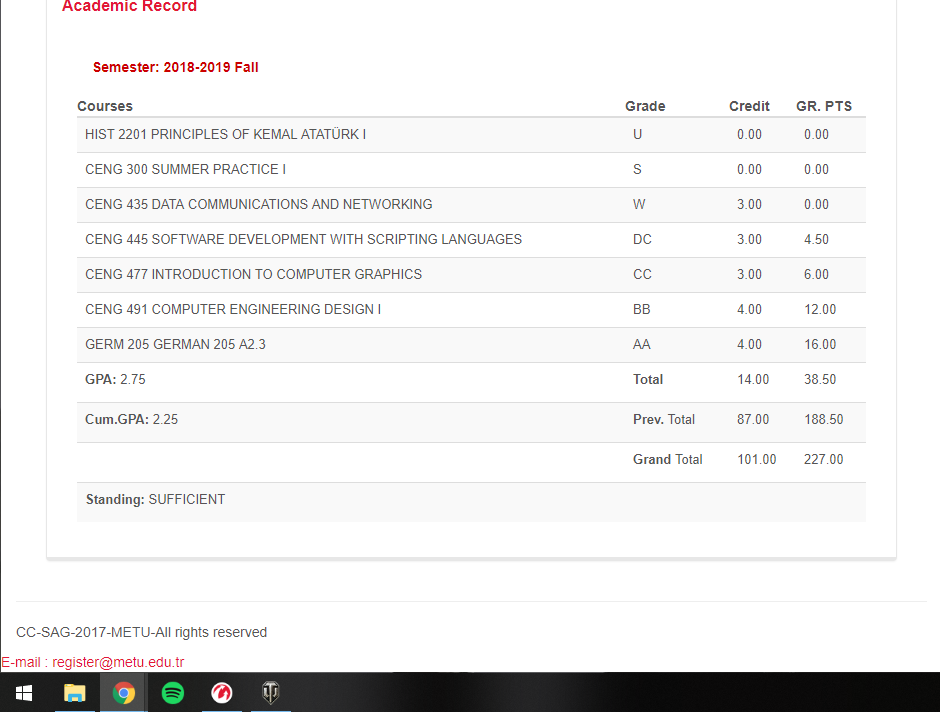 Academic Record
Semester: 2018-2019 Fall
Courses Grade Credit GR. PTS
HIST 2201 PRINCIPLES OF KEMAL ATATÜRK I U 0.00 0.00
CENG 300 SUMMER PRACTICE I S 0.00 0.00
CENG 435 DATA COMMUNICATIONS AND NETWORKING W 3.00 0.00
CENG 445 SOFTWARE DEVELOPMENT WITH SCRIPTING LANGUAGES DC 3.00 4.50
CENG 477 INTRODUCTION TO COMPUTER GRAPHICS CC 3.00 6.00
CENG 491 COMPUTER ENGINEERING DESIGN I BB 4.00 12.00
GERM 205 GERMAN 205 A2.3 AA 4.00 16.00
GPA: 2.75 Total 14.00 38.50
Cum.GPA: 2.25 Prev. Total 87.00 188.50
Grand Total 101.00 227.00
Standing: SUFFICIENT
CC-SAG-2017-METU-All rights reserved
E-mail : register@metu.edu.tr